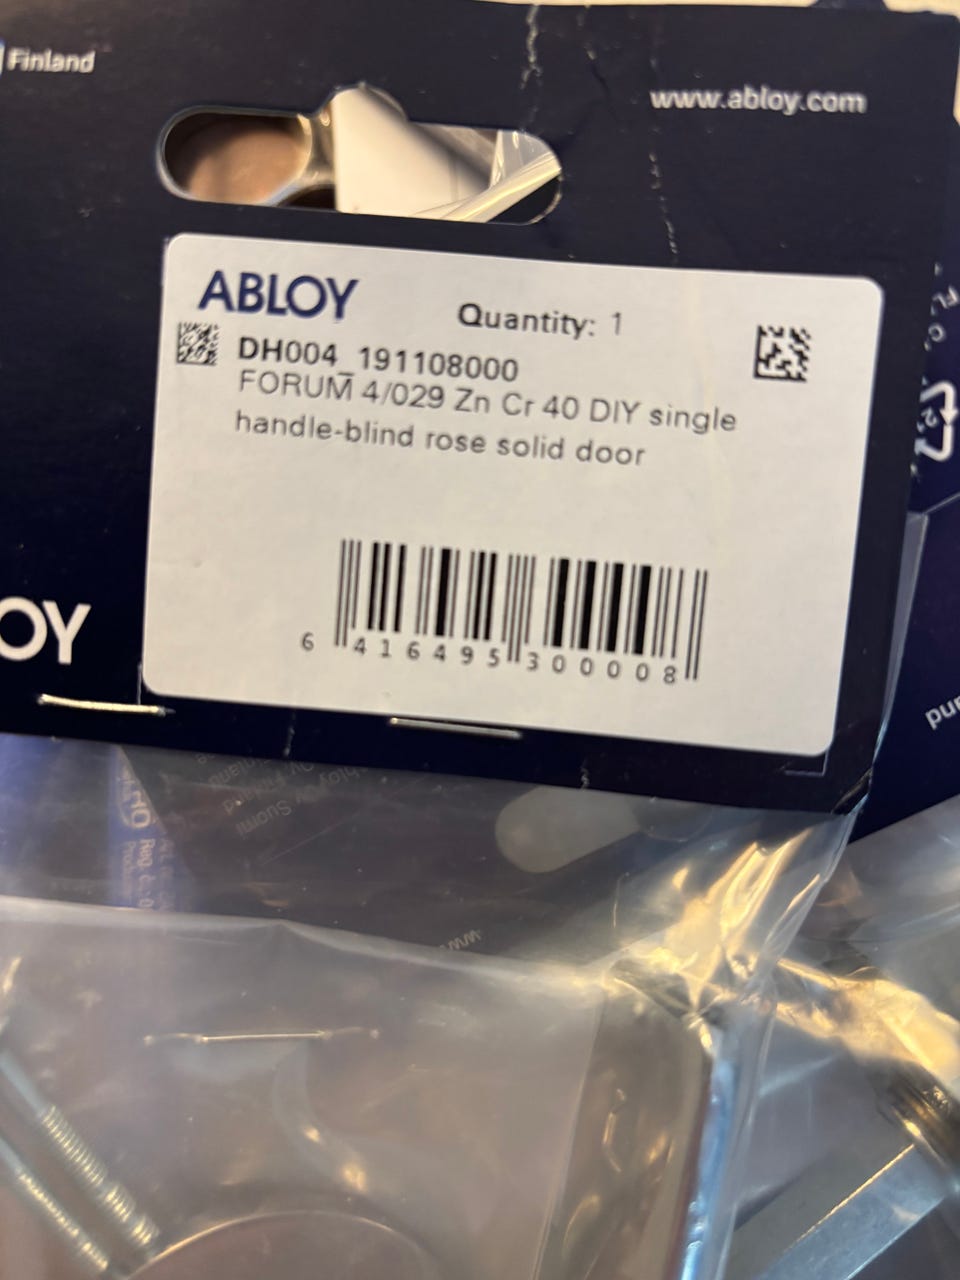 Finland
www.abloy.com
ABLOY
Quantity: 1
DH004_191108000
FORUM 4/029 Zn Cr 40 DIY single
handle-blind rose solid door
6 416495 300008
OY
www